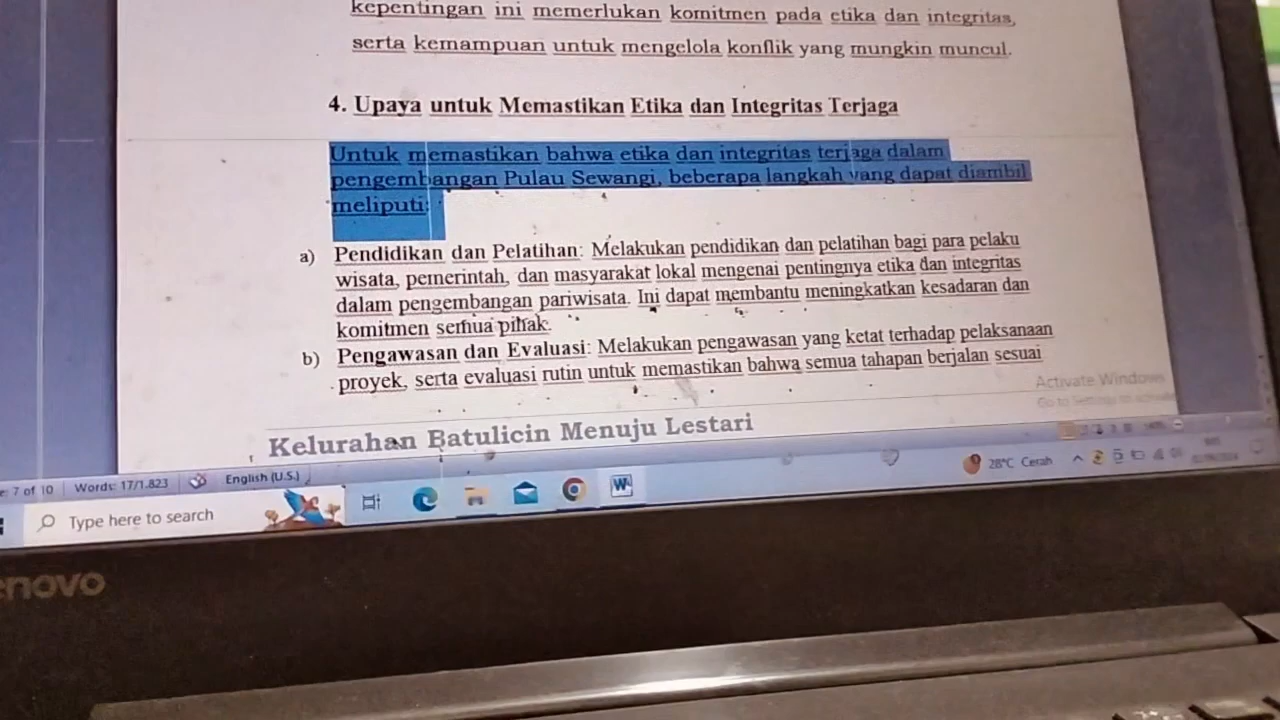 kepentingan ini memerlukan komitmen pada etika dan integritas,
serta kemampuan untuk mengelola konflik yang mungkin muncul.
4. Upaya untuk Memastikan Etika dan Integritas Terjaga
Untuk memastikan bahwa etika dan integritas terjaga dalam
pengembangan Pulau Sewangi, beberapa langkah yang dapat diambil
meliputi:
a) Pendidikan dan Pelatihan: Melakukan pendidikan dan pelatihan bagi para pelaku
wisata, pemerintah, dan masyarakat lokal mengenai pentingnya etika dan integritas
dalam pengembangan pariwisata. Ini dapat membantu meningkatkan kesadaran dan
komitmen semua pihak.
b) Pengawasan dan Evaluasi: Melakukan pengawasan yang ketat terhadap pelaksanaan
proyek, serta evaluasi rutin untuk memastikan bahwa semua tahapan berjalan sesuai
Activate Windows
Kelurahan Batulicin Menuju Lestari
7 of 10 Words: 17/1.823 English (U.S.)
Type here to search
28°C Cerah
enovo